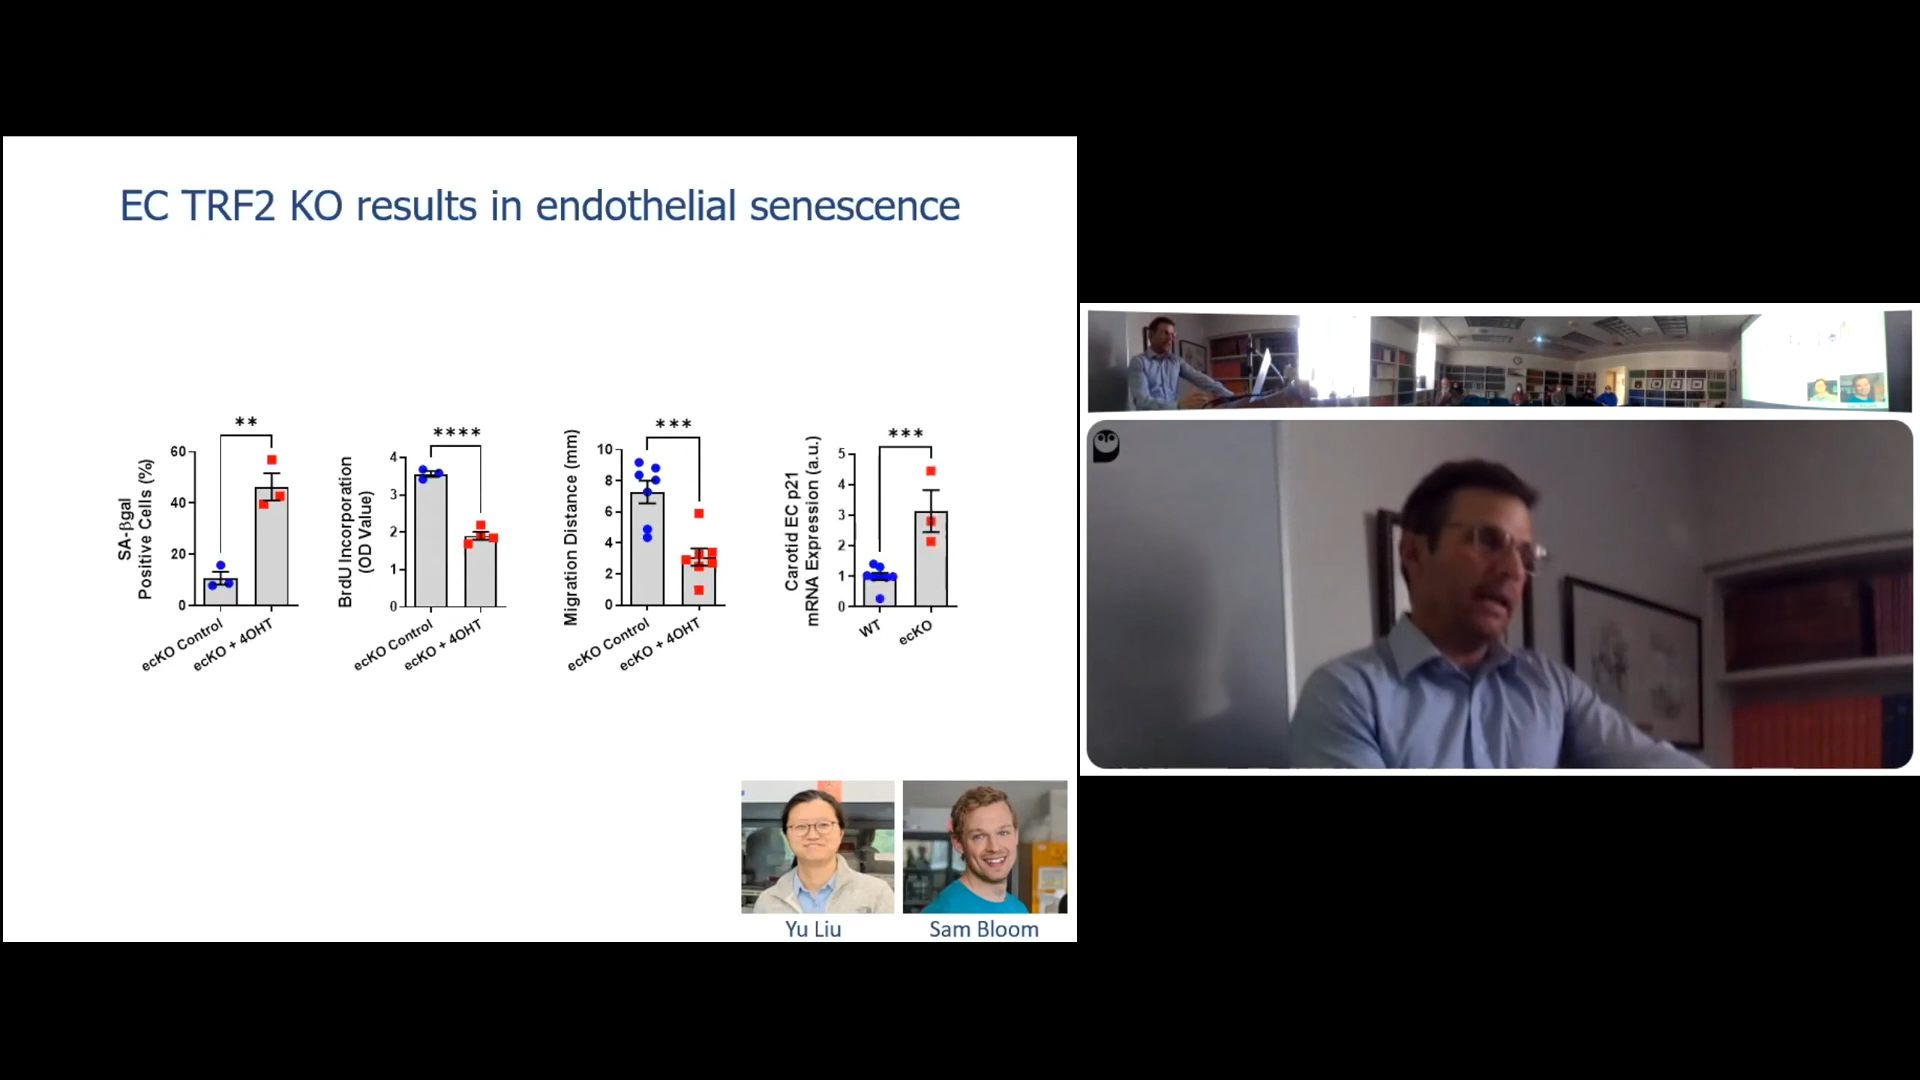 EC TRF2 KO results in endothelial senescence
**
SA-βgal
Positive Cells (%)
60
40
20
0
ecKO Control
ecKO + 4OHT
****
BrdU Incorporation
(OD Value)
4
3
2
1
0
ecKO Control
ecKO + 4OHT
***
Migration Distance (mm)
10
8
6
4
2
0
ecKO Control
ecKO + 4OHT
***
Carotid EC p21
mRNA Expression (a.u.)
5
4
3
2
1
0
WT
ecKO
Yu Liu
Sam Bloom